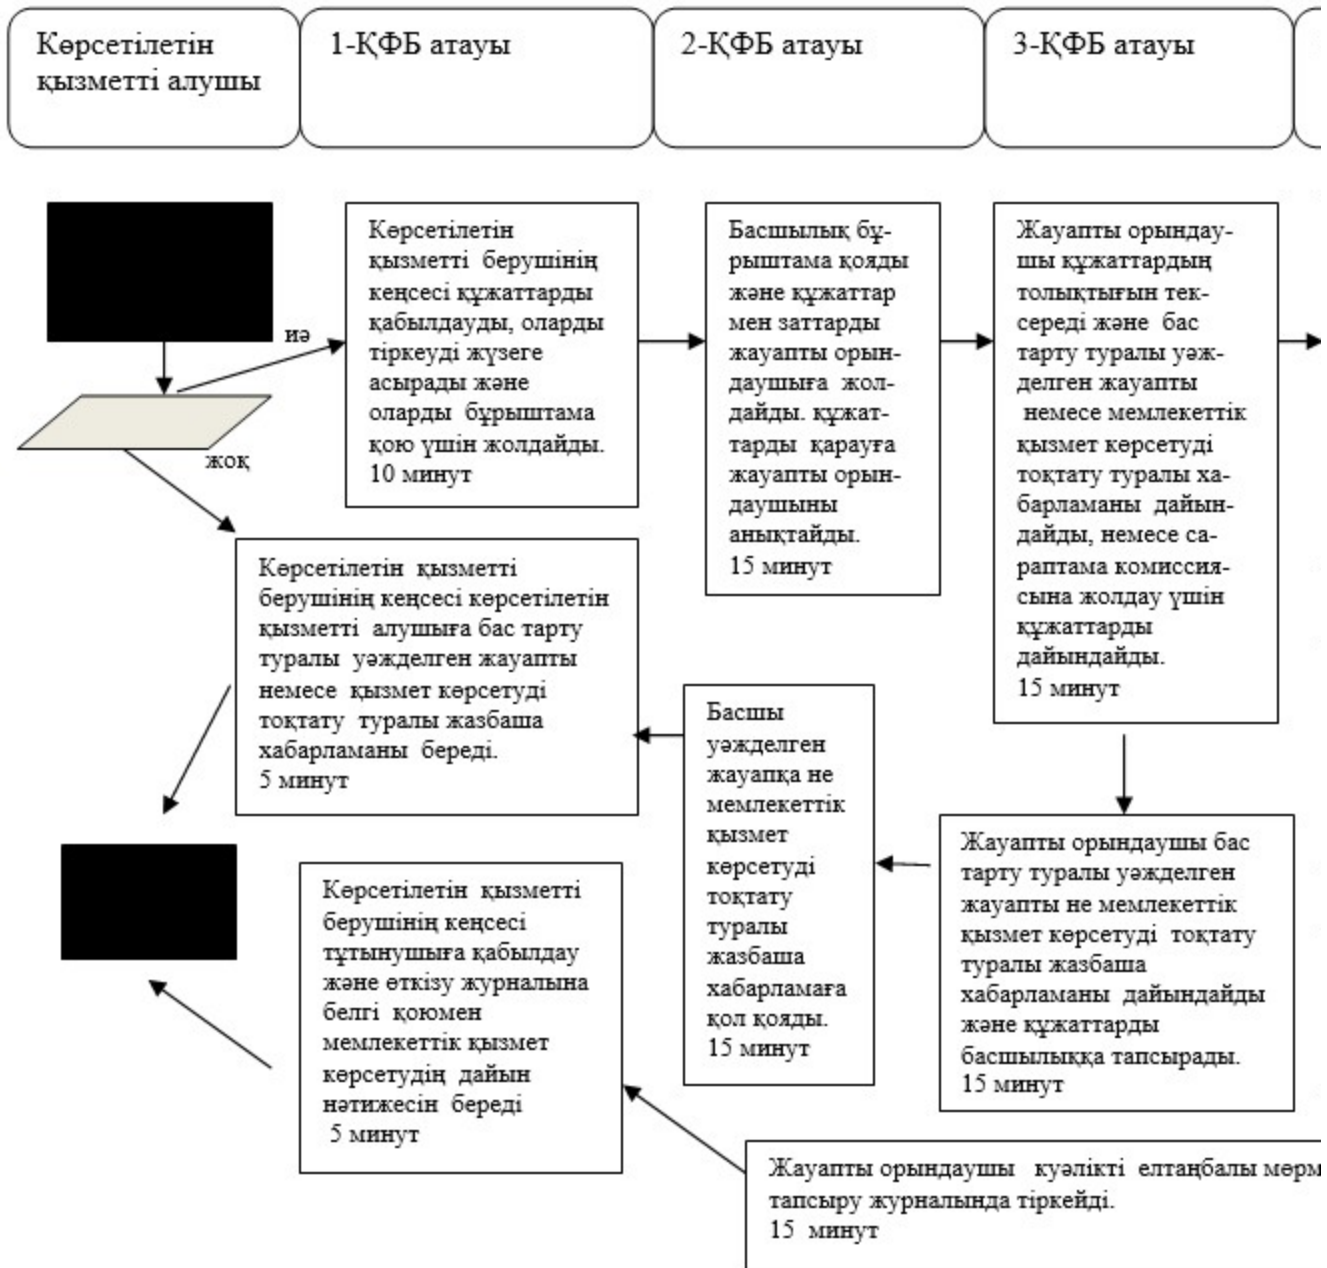 Көрсетілетін
қызметті алушы
1-ҚФБ атауы
2-ҚФБ атауы
3-ҚФБ атауы
иә
жоқ
Көрсетілетін
қызметті берушінің
кеңсесі құжаттарды
қабылдауды, оларды
тіркеуді жүзеге
асырады және
оларды бұрыштама
қою үшін жолдайды.
10 минут
Басшылық бұ-
рыштама қояды
және құжаттар
мен заттарды
жауапты орын-
даушыға жол-
дайды. құжат-
тарды қарауға
жауапты орын-
даушыны
анықтайды.
15 минут
Жауапты орындау-
шы құжаттардың
толықтығын тек-
середі және бас
тарту туралы уәж-
делген жауапты
немесе мемлекеттік
қызмет көрсетуді
тоқтату туралы ха-
барламаны дайын-
дайды, немесе са-
раптама комиссия-
сына жолдау үшін
құжаттарды
дайындайды.
15 минут
Көрсетілетін қызметті
берушінің кеңсесі көрсетілетін
қызметті алушыға бас тарту
туралы уәжделген жауапты
немесе қызмет көрсетуді
тоқтату туралы жазбаша
хабарламаны береді.
5 минут
Басшы
уәжделген
жауапқа не
мемлекеттік
қызмет
көрсетуді
тоқтату
туралы
жазбаша
хабарламаға
қол қояды.
15 минут
Жауапты орындаушы бас
тарту туралы уәжделген
жауапты не мемлекеттік
қызмет көрсетуді тоқтату
туралы жазбаша
хабарламаны дайындайды
және құжаттарды
басшылыққа тапсырады.
15 минут
Көрсетілетін қызметті
берушінің кеңсесі
тұтынушыға қабылдау
және өткізу журналына
белгі қоюмен
мемлекеттік қызмет
көрсетудің дайын
нәтижесін береді
5 минут
Жауапты орындаушы куәлікті елтаңбалы мөрм
тапсыру журналында тіркейді.
15 минут